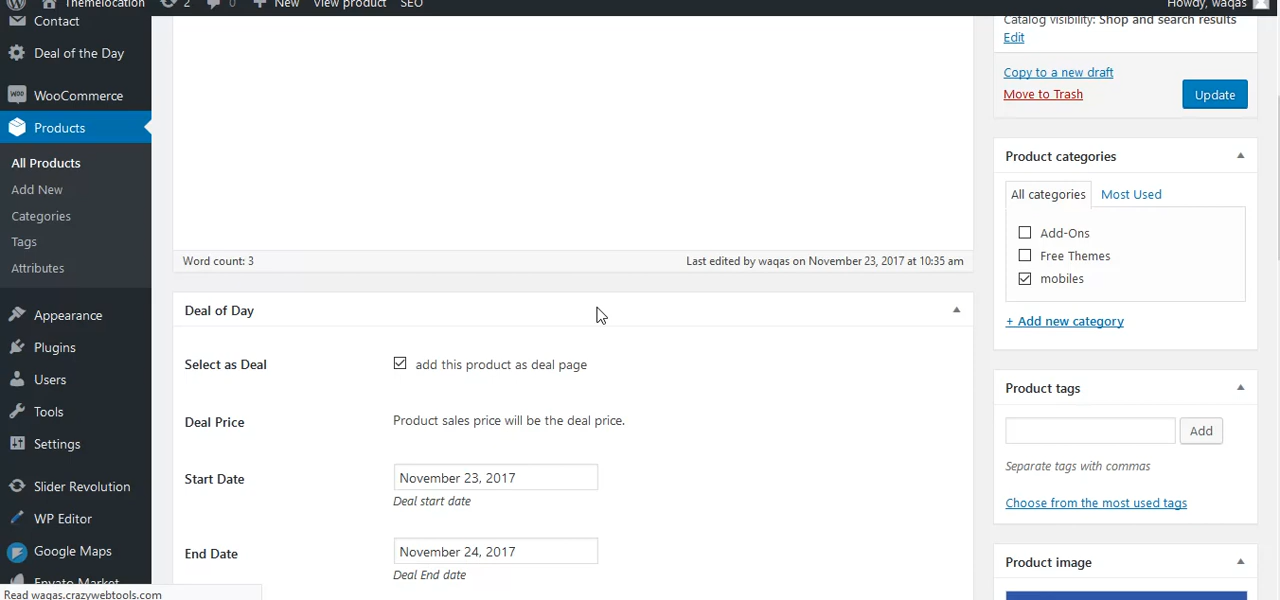 Themelocation 2 0 New View product SEO Howdy, waqas
Contact
Deal of the Day
WooCommerce
Products
All Products
Add New
Categories
Tags
Attributes
Appearance
Plugins
Users
Tools
Settings
Slider Revolution
WP Editor
Google Maps
Envato Market
Read waqas.crazywebtools.com
Word count: 3 Last edited by waqas on November 23, 2017 at 10:35 am
Deal of Day
Select as Deal add this product as deal page
Deal Price Product sales price will be the deal price.
Start Date November 23, 2017
Deal start date
End Date November 24, 2017
Deal End date
Catalog visibility: Shop and search results
Edit
Copy to a new draft
Move to Trash
Update
Product categories
All categories Most Used
Add-Ons
Free Themes
mobiles
+ Add new category
Product tags
Add
Separate tags with commas
Choose from the most used tags
Product image